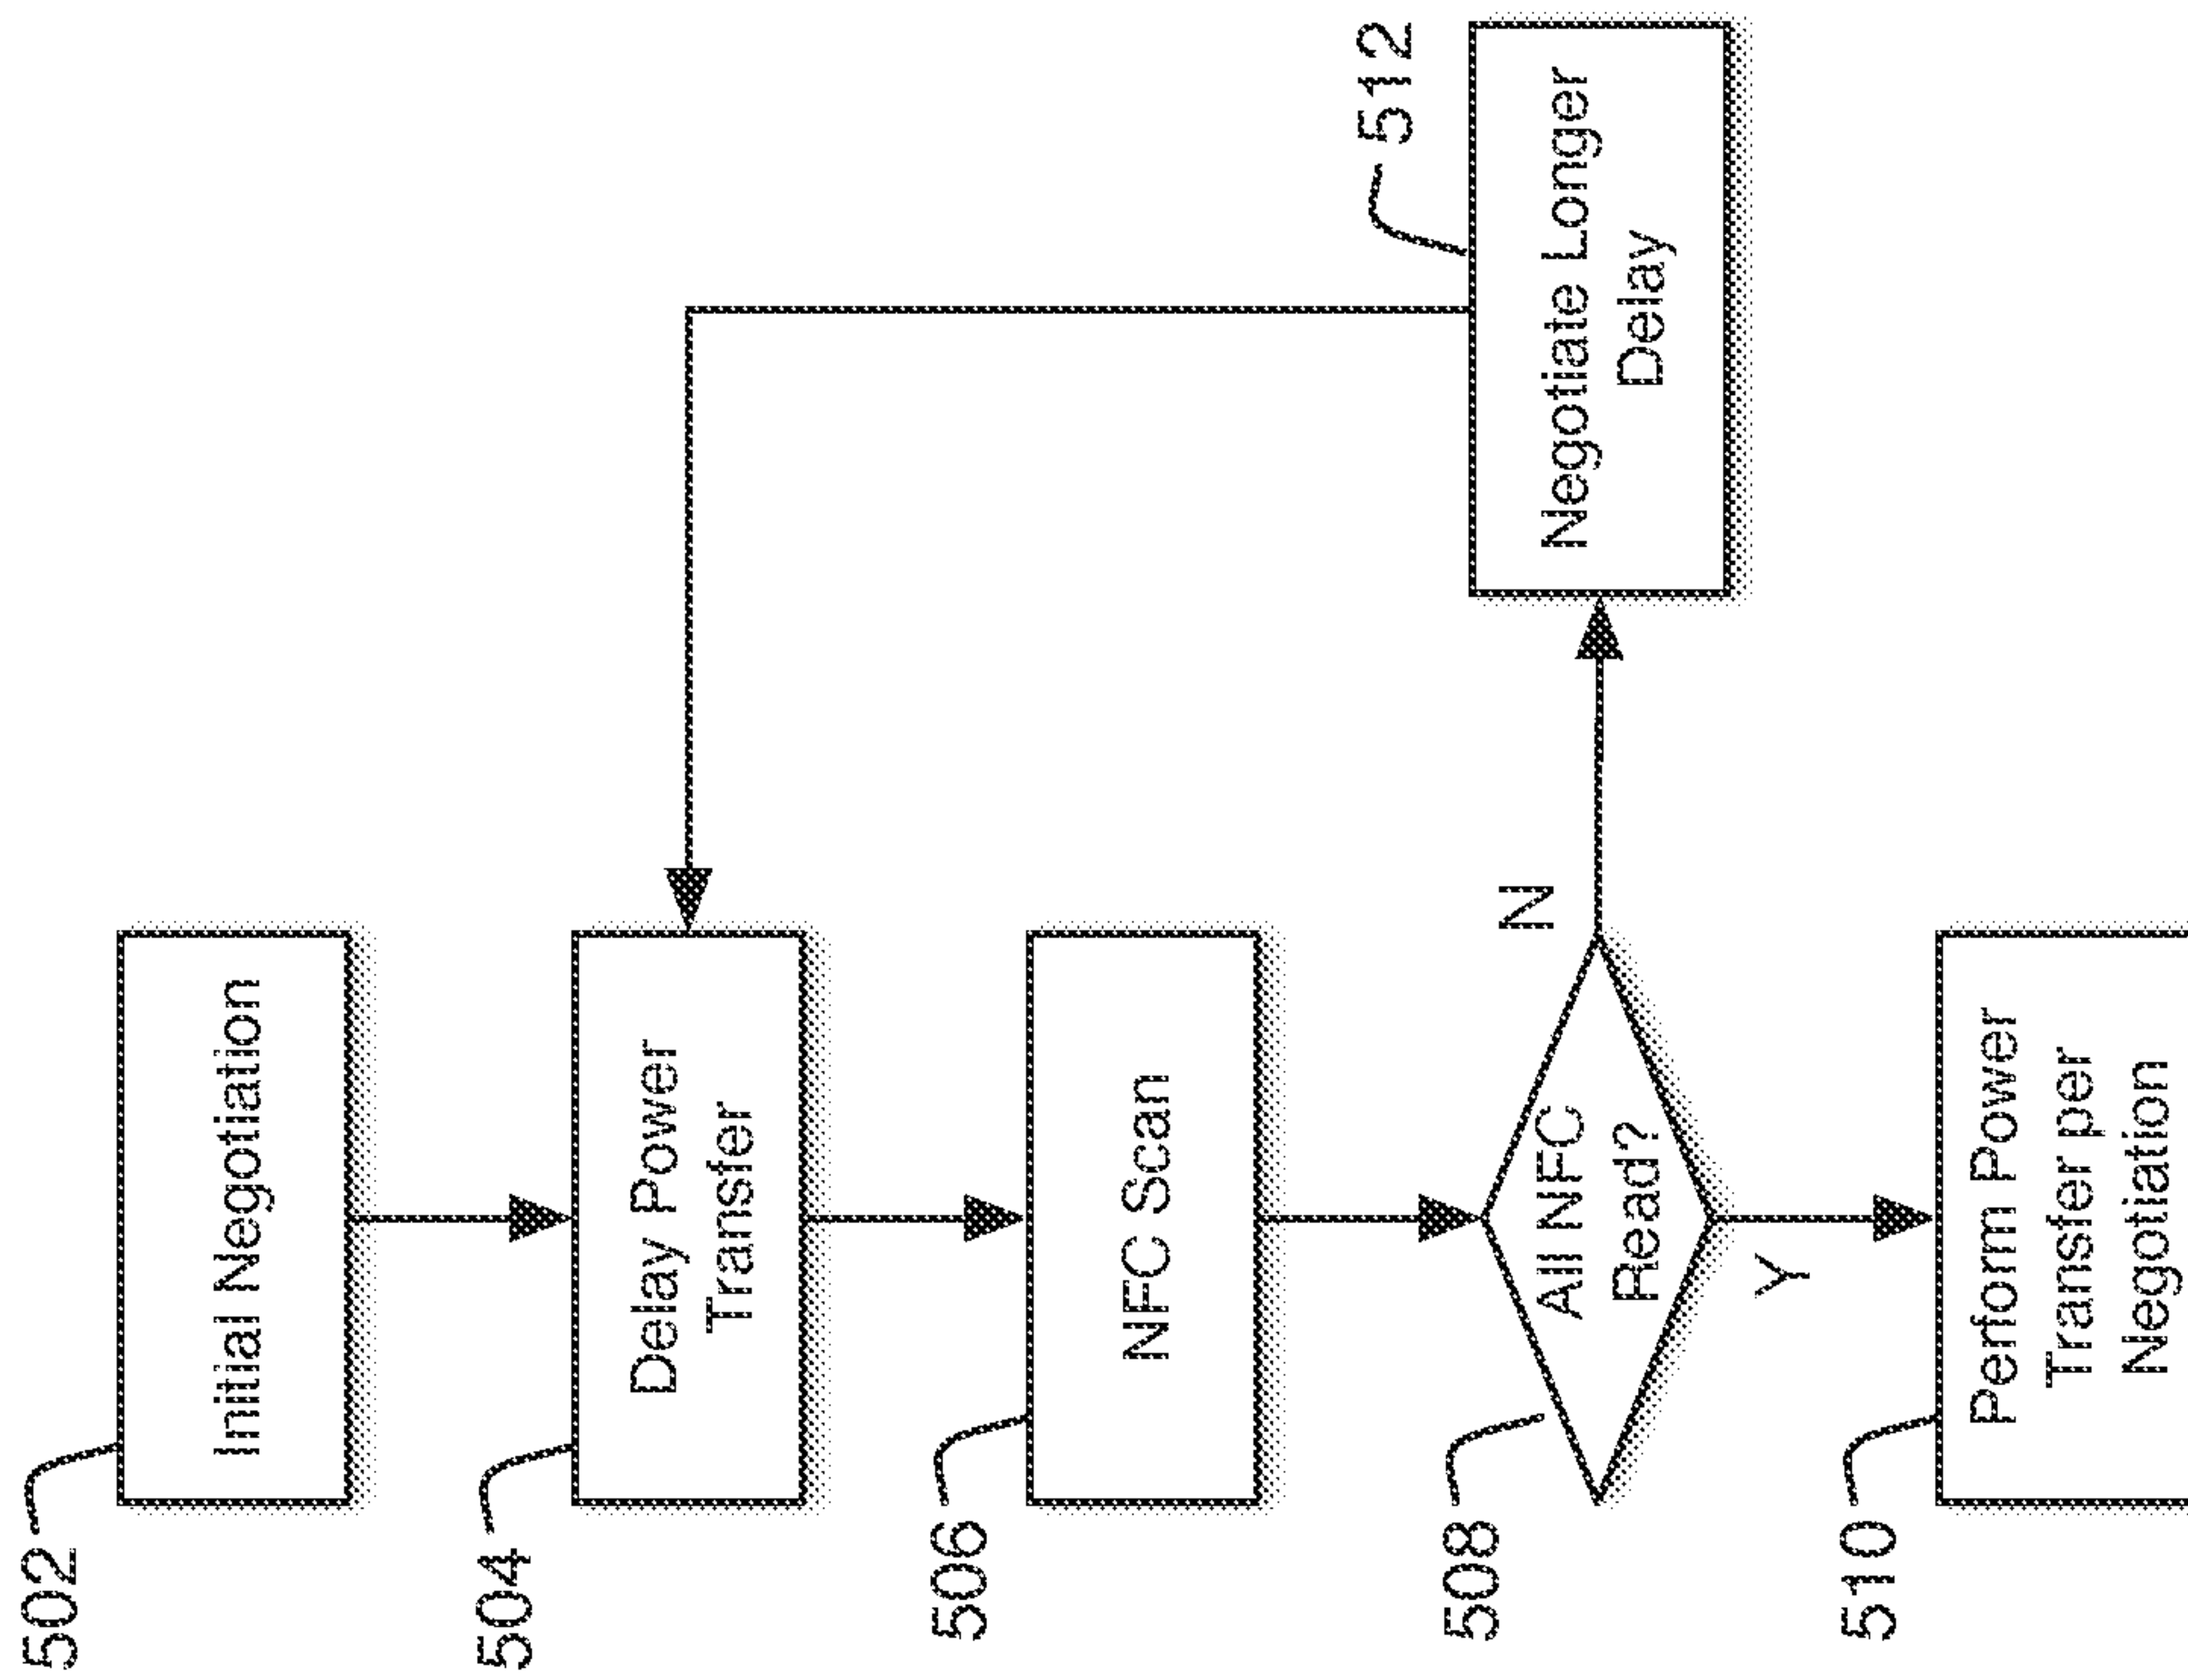 502
Initial Negotiation
504
Delay Power
Transfer
506
NFC Scan
508
All NFC
Read?
N
Y
512
Negotiate Longer
Delay
510
Perform Power
Transfer per
Negotiation